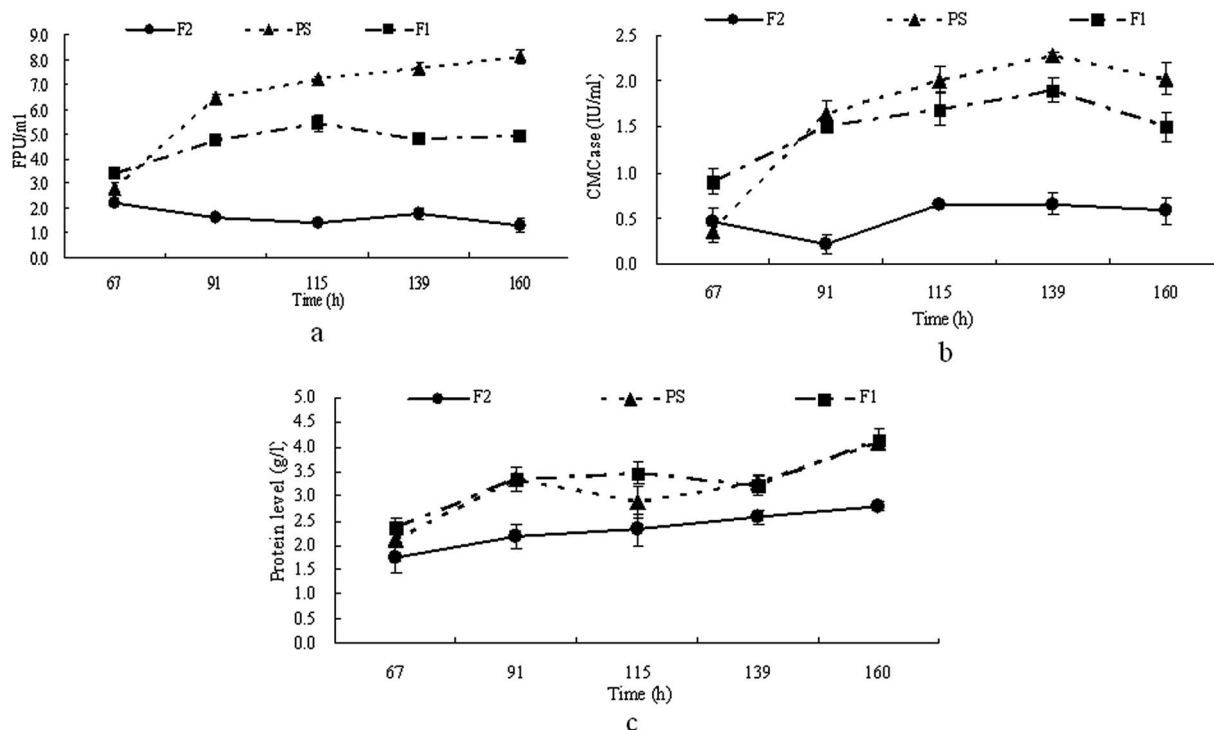 F2 PS F1
FPU/ml
9.0
8.0
7.0
6.0
5.0
4.0
3.0
2.0
1.0
0.0
67 91 115 139 160
Time (h)
a
F2 PS F1
CMCase (IU/ml)
2.5
2.0
1.5
1.0
0.5
0.0
67 91 115 139 160
Time (h)
b
F2 PS F1
Protein level (g/l)
5.0
4.5
4.0
3.5
3.0
2.5
2.0
1.5
1.0
0.5
0.0
67 91 115 139 160
Time (h)
c